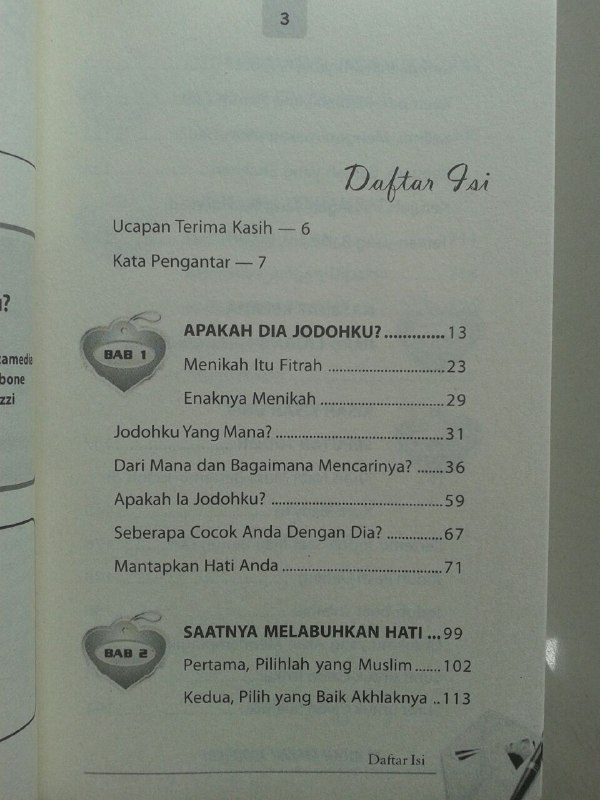 3
Daftar Isi
Ucapan Terima Kasih — 6
Kata Pengantar — 7
BAB 1
APAKAH DIA JODOHKU?.............13
Menikah Itu Fitrah ..........................23
Enaknya Menikah ...........................29
Jodohku Yang Mana? .....................................31
Dari Mana dan Bagaimana Mencarinya? ......36
Apakah Ia Jodohku? ......................................59
Seberapa Cocok Anda Dengan Dia? .............67
Mantapkan Hati Anda ...................................71
BAB 2
SAATNYA MELABUHKAN HATI ...99
Pertama, Pilihlah yang Muslim ......102
Kedua, Pilih yang Baik Akhlaknya ..113
Daftar Isi
?
bone
zzi